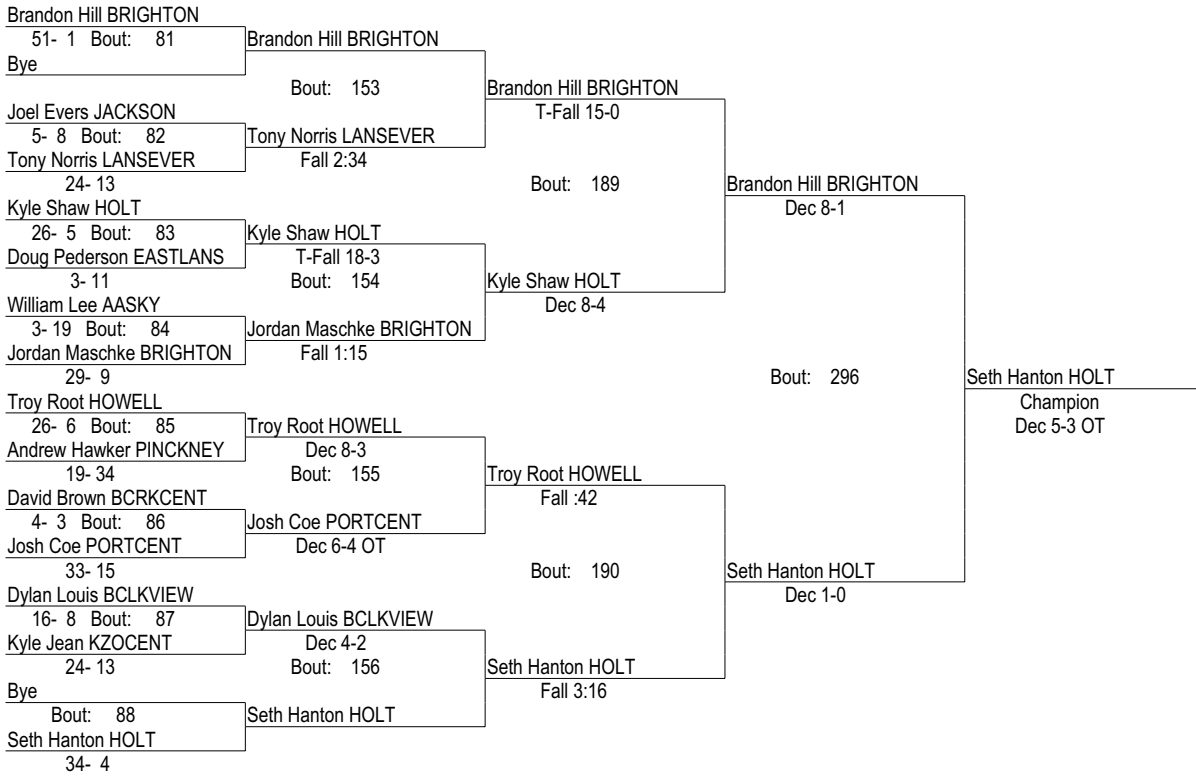 Brandon Hill BRIGHTON
51- 1 Bout: 81
Bye
Joel Evers JACKSON
5- 8 Bout: 82
Tony Norris LANSEVER
24- 13
Kyle Shaw HOLT
26- 5 Bout: 83
Doug Pederson EASTLANS
3- 11
William Lee AASKY
3- 19 Bout: 84
Jordan Maschke BRIGHTON
29- 9
Troy Root HOWELL
26- 6 Bout: 85
Andrew Hawker PINCKNEY
19- 34
David Brown BCRKCENT
4- 3 Bout: 86
Josh Coe PORTCENT
33- 15
Dylan Louis BCLKVIEW
16- 8 Bout: 87
Kyle Jean KZOCENT
24- 13
Bye
Bout: 88
Seth Hanton HOLT
34- 4
Brandon Hill BRIGHTON
Bout: 153
Tony Norris LANSEVER
Fall 2:34
Kyle Shaw HOLT
T-Fall 18-3
Bout: 154
Jordan Maschke BRIGHTON
Fall 1:15
Troy Root HOWELL
Dec 8-3
Bout: 155
Josh Coe PORTCENT
Dec 6-4 OT
Dylan Louis BCLKVIEW
Dec 4-2
Bout: 156
Seth Hanton HOLT
Brandon Hill BRIGHTON
T-Fall 15-0
Bout: 189
Kyle Shaw HOLT
Dec 8-4
Troy Root HOWELL
Fall :42
Bout: 190
Seth Hanton HOLT
Fall 3:16
Brandon Hill BRIGHTON
Dec 8-1
Bout: 296
Seth Hanton HOLT
Dec 1-0
Seth Hanton HOLT
Champion
Dec 5-3 OT